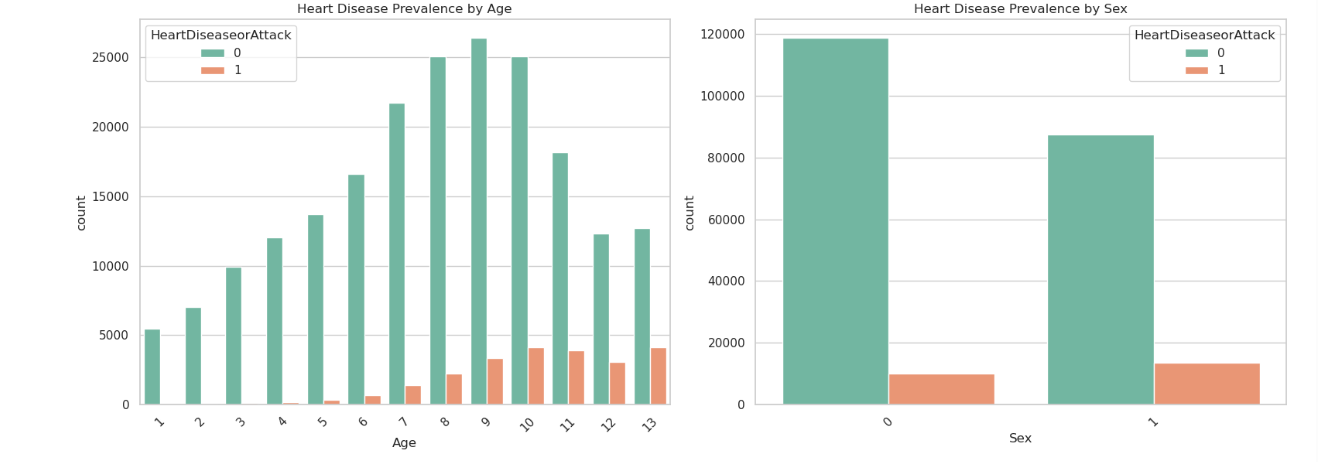 Heart Disease Prevalence by Age
HeartDiseaseorAttack
0
1
25000
20000
15000
10000
5000
0
count
1 2 3 4 5 6 7 8 9 10 11 12 13
Age
Heart Disease Prevalence by Sex
HeartDiseaseorAttack
0
1
120000
100000
80000
60000
40000
20000
0
count
0 1
Sex